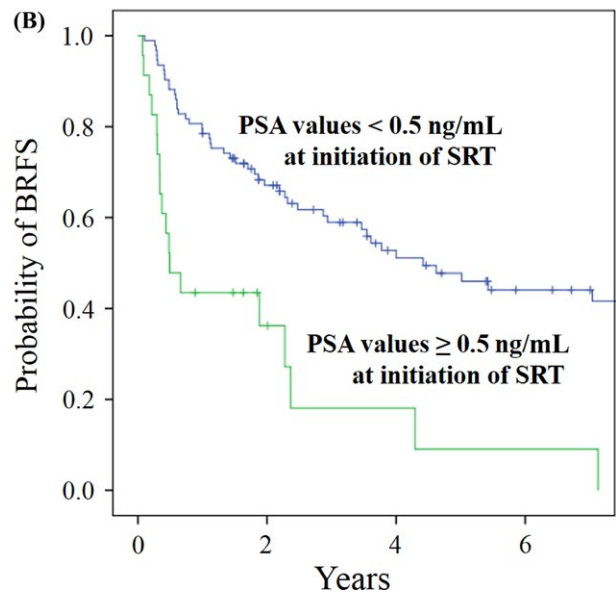 (B)
1.0
0.8
0.6
0.4
0.2
0.0
Probability of BRFS
PSA values < 0.5 ng/mL
at initiation of SRT
PSA values ≥ 0.5 ng/mL
at initiation of SRT
0 2 4 6
Years